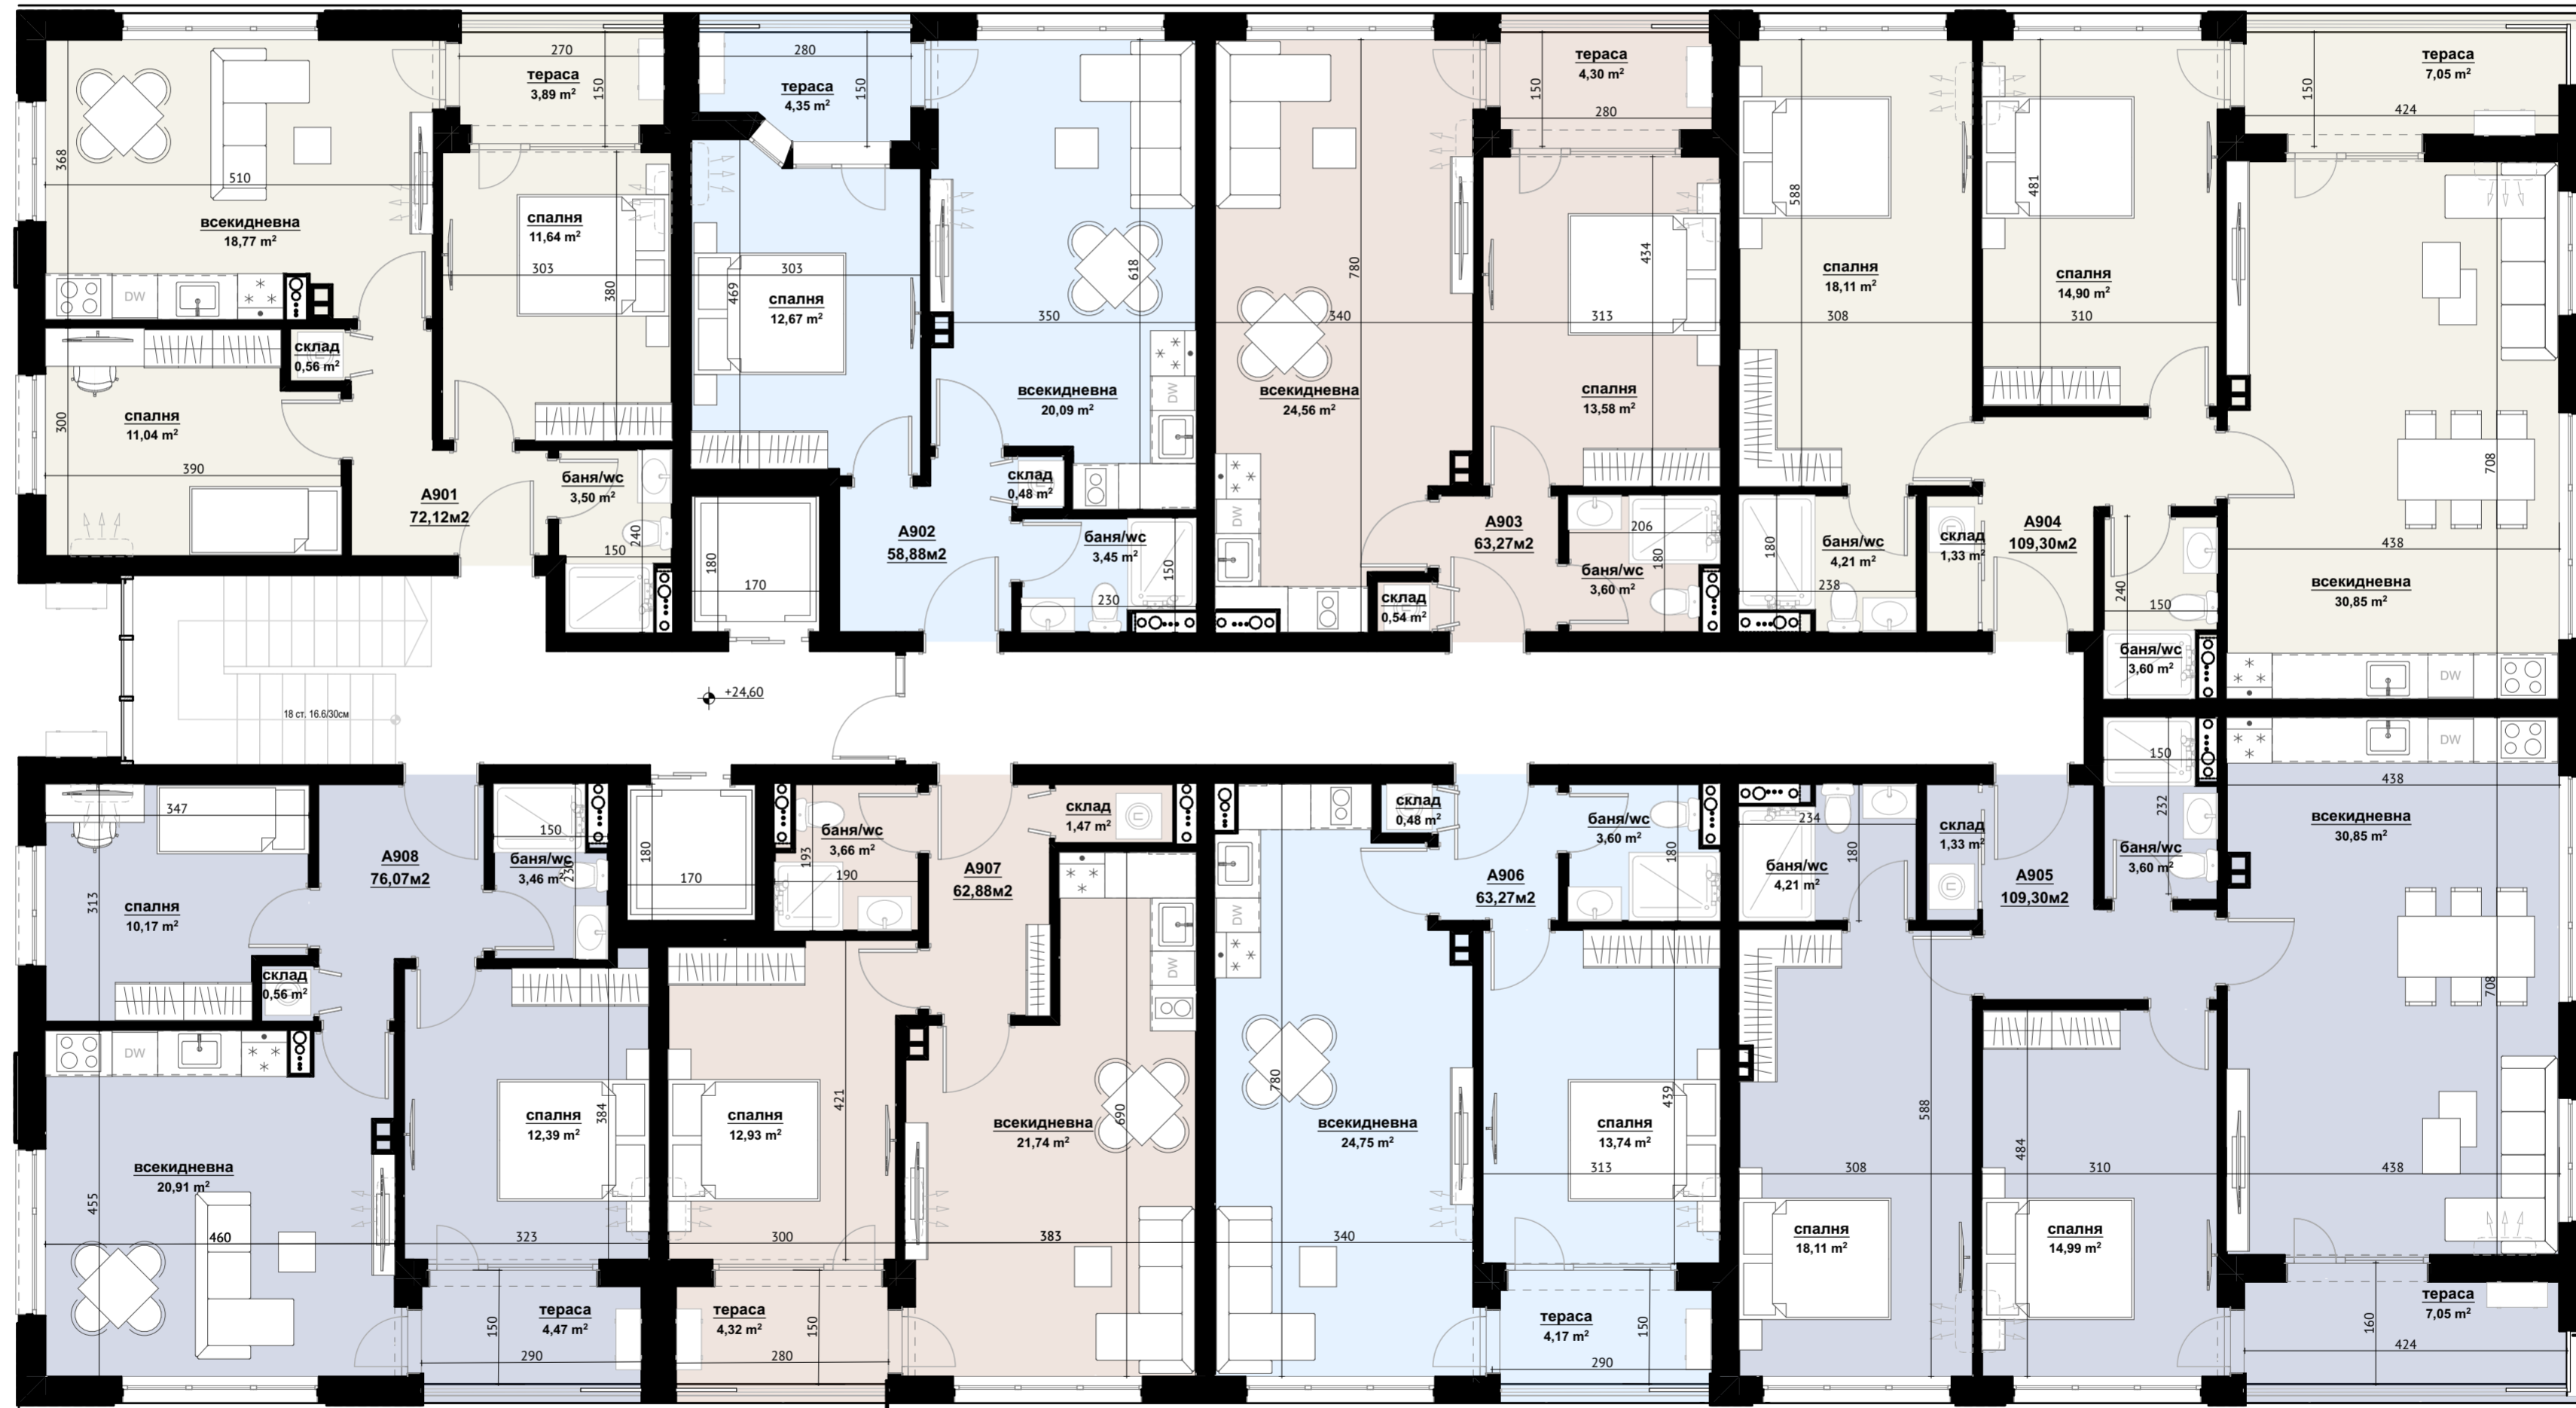 270
тераса
3,89 m²
150
368
510
всекидневна
18,77 m²
DW
спалня
11,64 m²
303
380
склад
0,56 m²
спалня
11,04 m²
300
390
A901
72,12м2
баня/wc
3,50 m²
240
150
280
тераса
4,35 m²
150
469
303
спалня
12,67 m²
618
350
всекидневна
20,09 m²
DW
склад
0,48 m²
A902
58,88м2
баня/wc
3,45 m²
150
230
180
170
тераса
4,30 m²
150
280
780
340
всекидневна
24,56 m²
DW
434
313
спалня
13,58 m²
A903
63,27м2
206
180
баня/wc
3,60 m²
склад
0,54 m²
588
спалня
18,11 m²
308
481
спалня
14,90 m²
310
тераса
7,05 m²
150
424
708
438
всекидневна
30,85 m²
DW
180
баня/wc
4,21 m²
238
склад
1,33 m²
A904
109,30м2
240
150
баня/wc
3,60 m²
18 ст. 16.6/30см
+24,60
347
313
спалня
10,17 m²
A908
76,07м2
150
баня/wc
3,46 m²
230
склад
0,56 m²
DW
455
всекидневна
20,91 m²
460
спалня
12,39 m²
384
323
тераса
4,47 m²
150
290
180
170
193
баня/wc
3,66 m²
190
склад
1,47 m²
A907
62,88м2
DW
421
спалня
12,93 m²
300
всекидневна
21,74 m²
690
383
тераса
4,32 m²
150
280
склад
0,48 m²
баня/wc
3,60 m²
180
A906
63,27м2
DW
780
всекидневна
24,75 m²
340
439
спалня
13,74 m²
313
тераса
4,17 m²
150
290
234
180
баня/wc
4,21 m²
склад
1,33 m²
A905
109,30м2
150
232
баня/wc
3,60 m²
DW
438
всекидневна
30,85 m²
708
588
308
спалня
18,11 m²
484
310
спалня
14,99 m²
438
тераса
7,05 m²
160
424